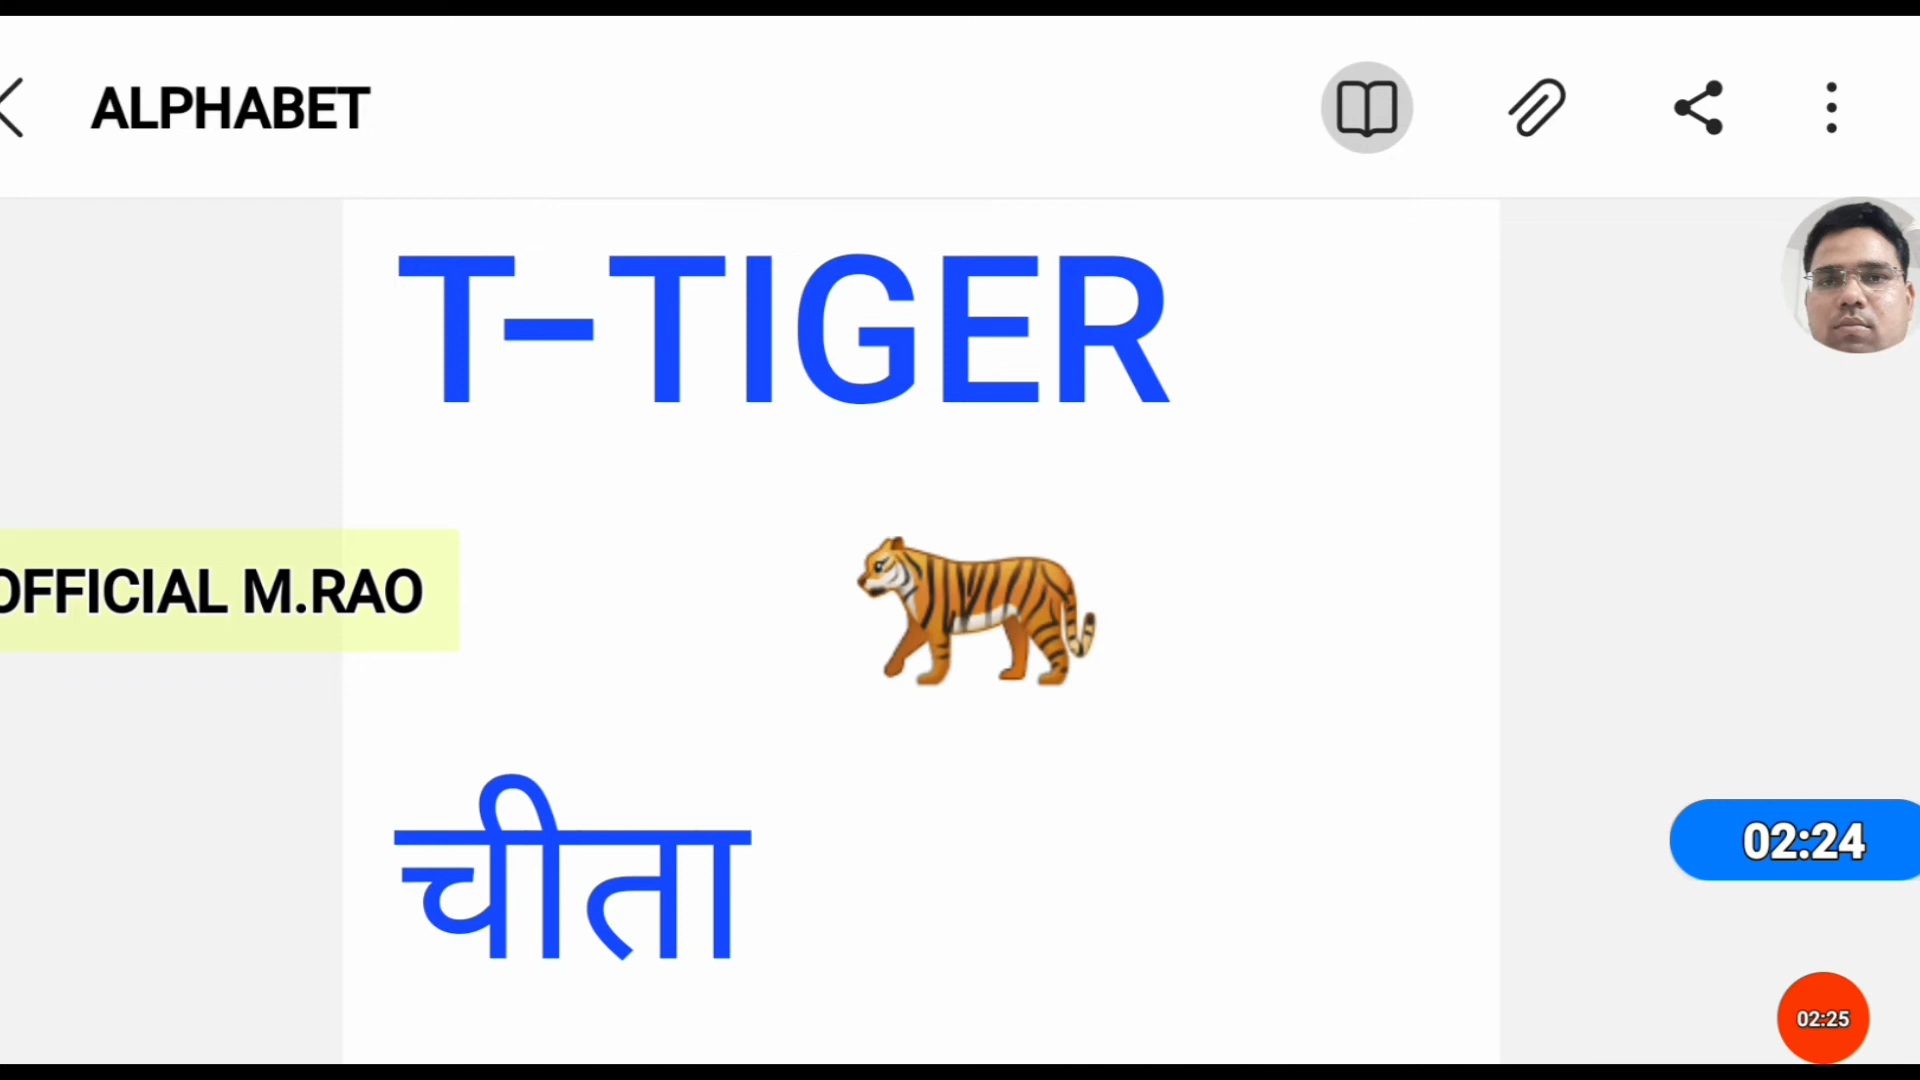 ALPHABET
T-TIGER
OFFICIAL M.RAO
चीता
02:24
02:25